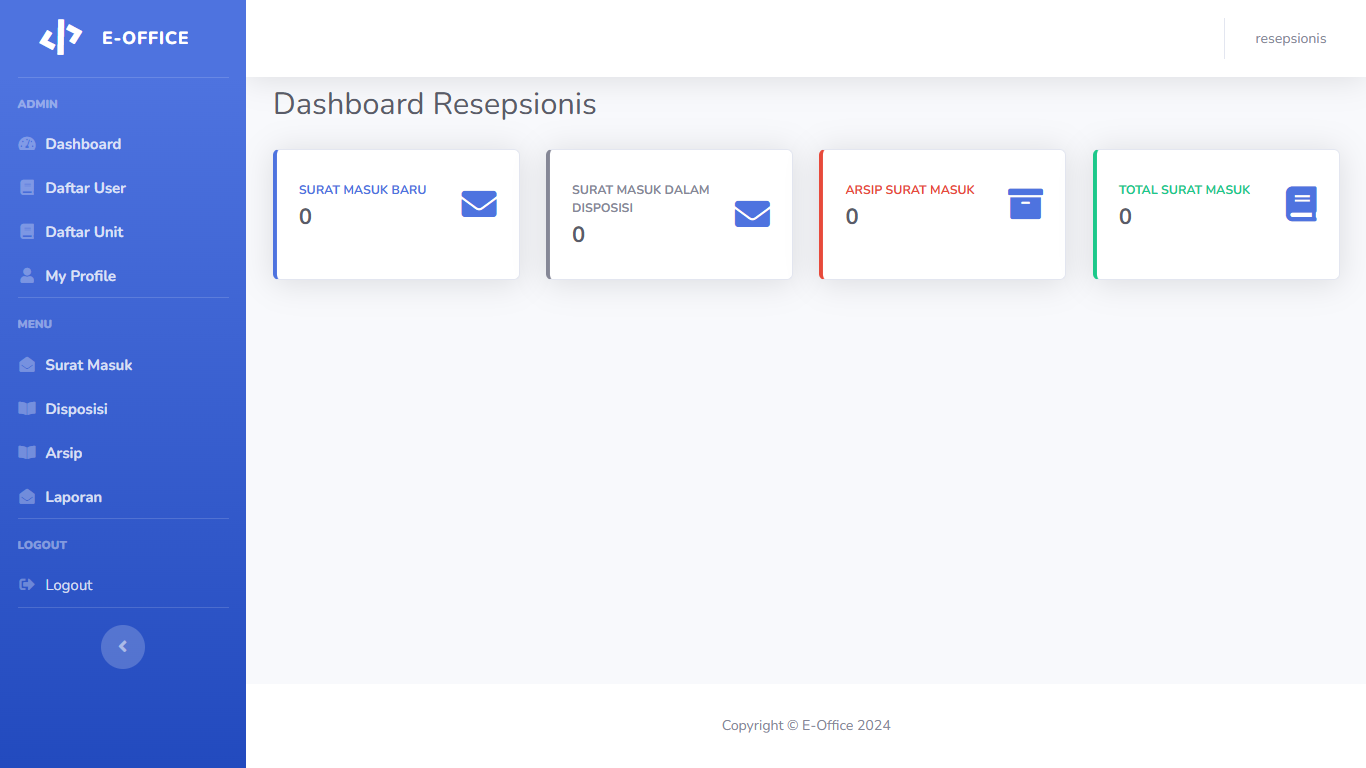 E-OFFICE
ADMIN
Dashboard
Daftar User
Daftar Unit
My Profile
MENU
Surat Masuk
Disposisi
Arsip
Laporan
LOGOUT
Logout
resepsionis
Dashboard Resepsionis
SURAT MASUK BARU
0
SURAT MASUK DALAM
DISPOSISI
0
ARSIP SURAT MASUK
0
TOTAL SURAT MASUK
0
Copyright © E-Office 2024